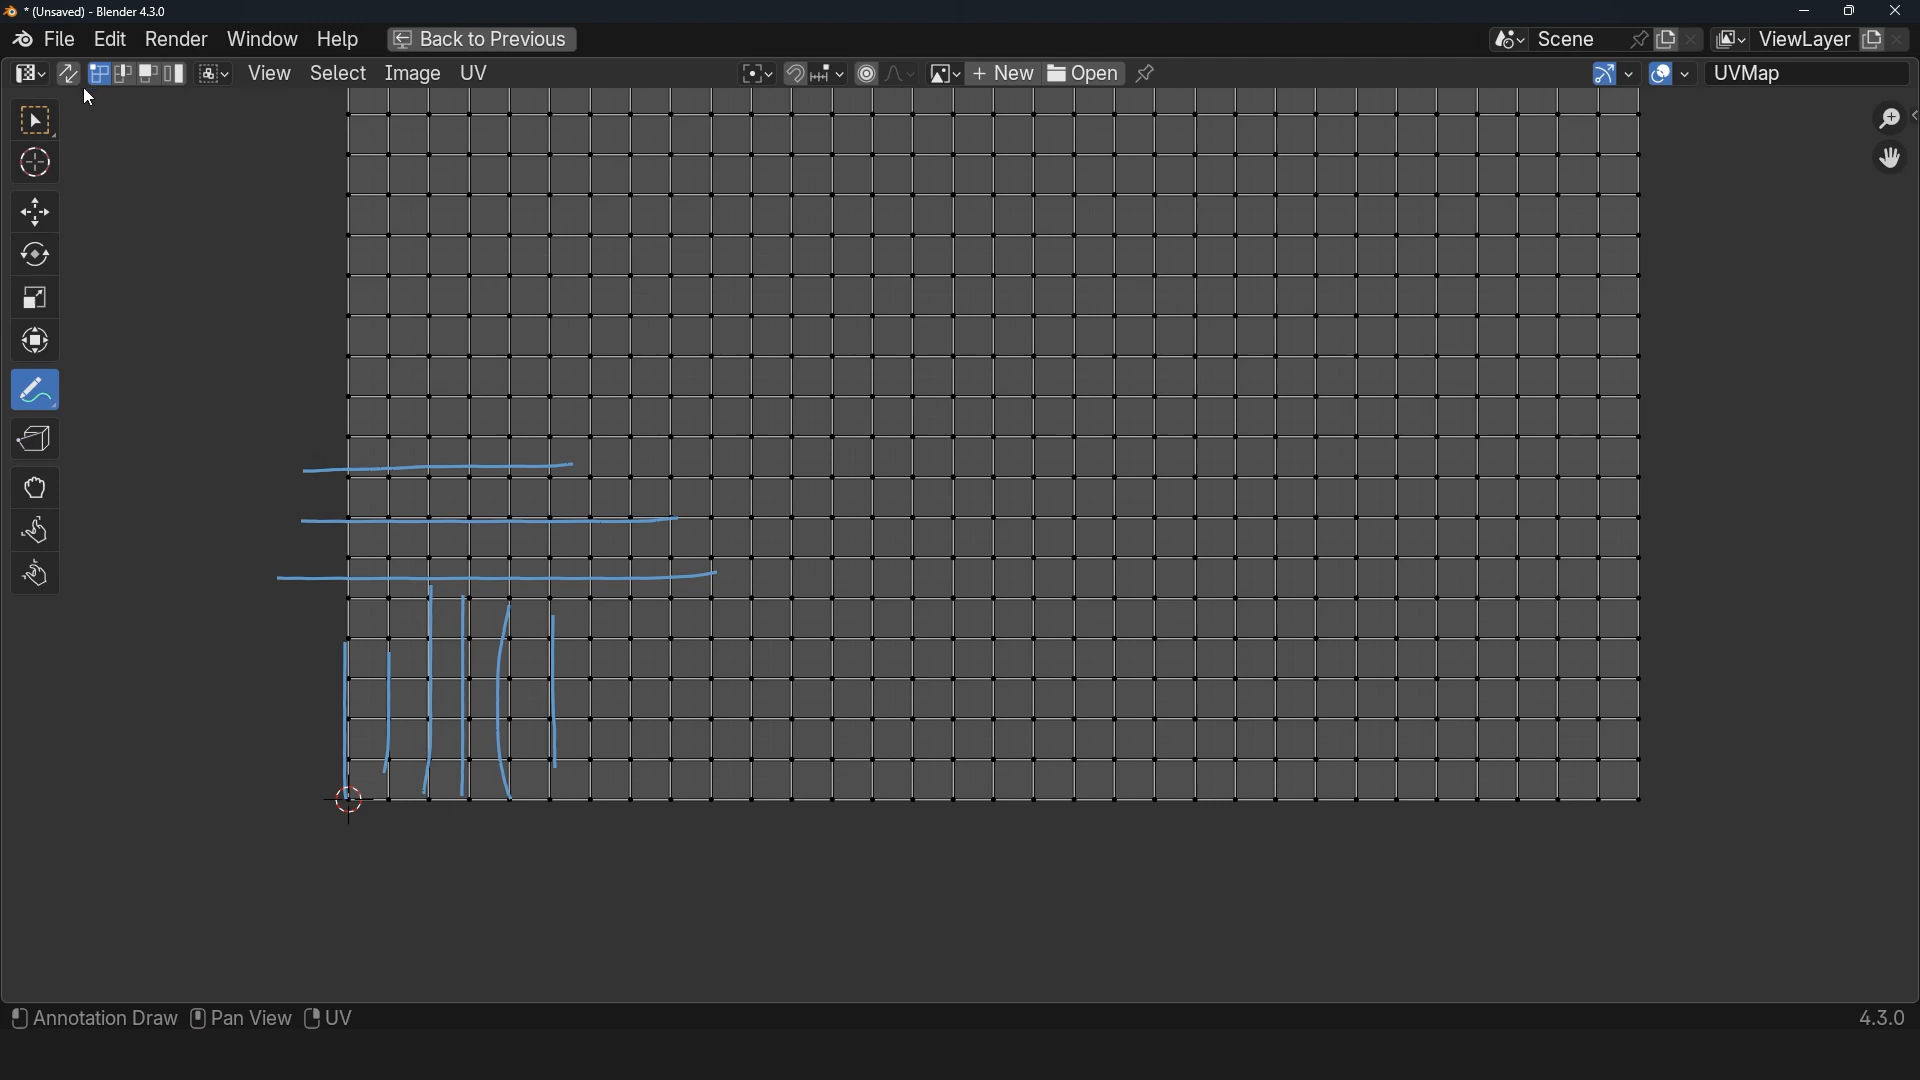 * (Unsaved) - Blender 4.3.0
File Edit Render Window Help Back to Previous Scene ViewLayer
View Select Image UV + New Open UVMap
Annotation Draw Pan View UV 4.3.0